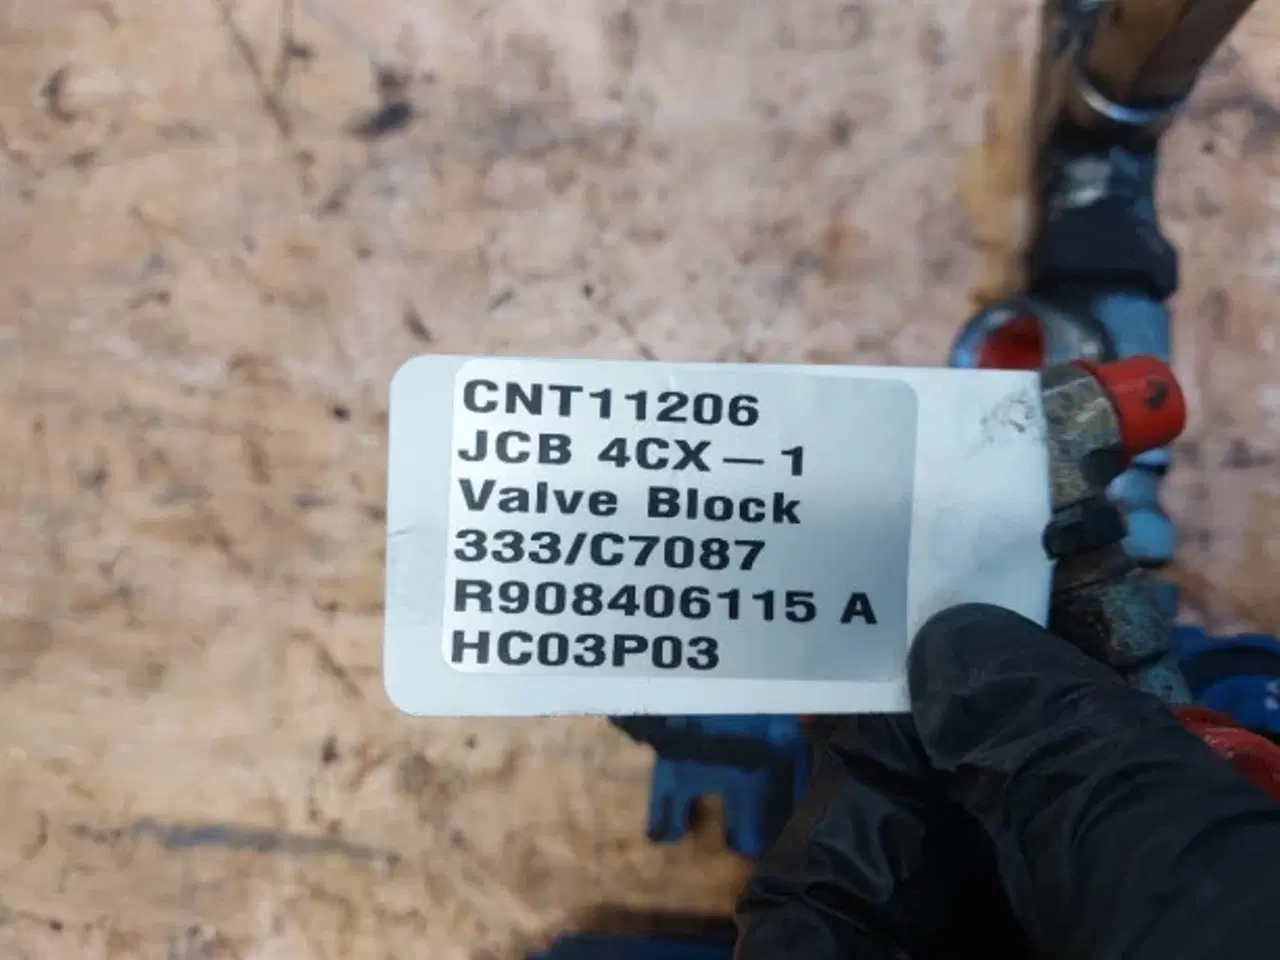 CNT11206
JCB 4CX-1
Valve Block
333/C7087
R908406115 A
HC03P03